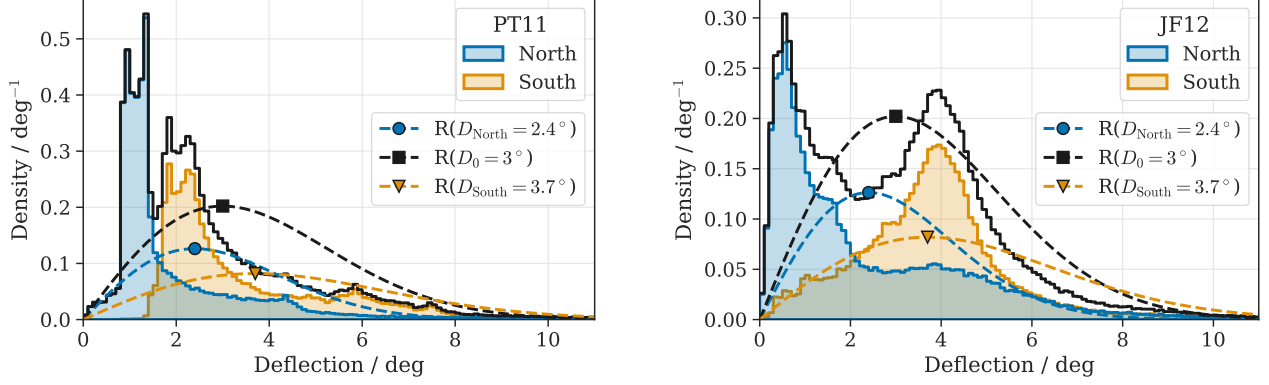 PT11
North
South
R(D_North = 2.4°)
R(D_0 = 3°)
R(D_South = 3.7°)
0.5
0.4
0.3
0.2
0.1
0.0
Density / deg⁻¹
0 2 4 6 8 10
Deflection / deg
JF12
North
South
R(D_North = 2.4°)
R(D_0 = 3°)
R(D_South = 3.7°)
0.30
0.25
0.20
0.15
0.10
0.05
0.00
Density / deg⁻¹
0 2 4 6 8 10
Deflection / deg